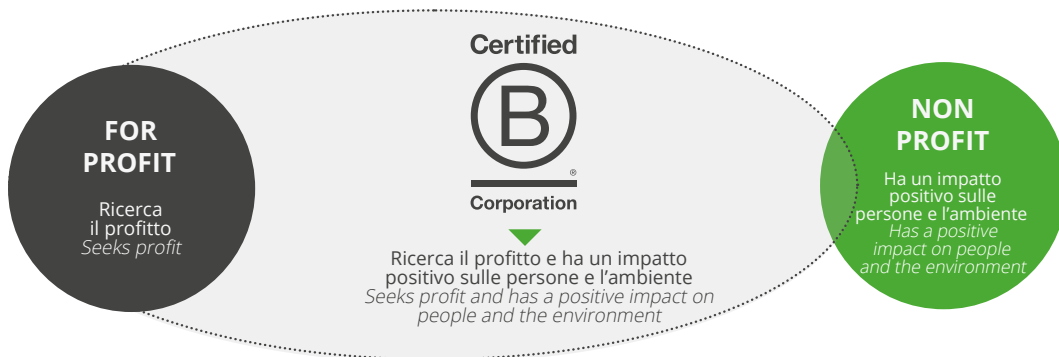 FOR
PROFIT
Ricerca
il profitto
Seeks profit
Certified
B
®
Corporation
Ricerca il profitto e ha un impatto
positivo sulle persone e l’ambiente
Seeks profit and has a positive impact on
people and the environment
NON
PROFIT
Ha un impatto
positivo sulle
persone e l’ambiente
Has a positive
impact on people
and the environment